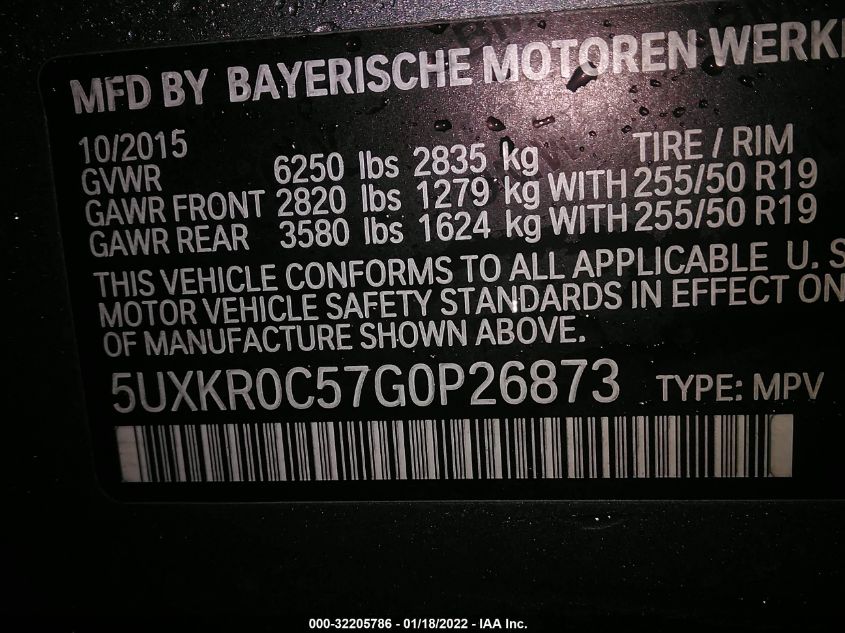 MFD BY BAYERISCHE MOTOREN WERK
10/2015 TIRE / RIM
GVWR 6250 lbs 2835 kg
GAWR FRONT 2820 lbs 1279 kg WITH 255/50 R19
GAWR REAR 3580 lbs 1624 kg WITH 255/50 R19
THIS VEHICLE CONFORMS TO ALL APPLICABLE U. S
MOTOR VEHICLE SAFETY STANDARDS IN EFFECT ON
OF MANUFACTURE SHOWN ABOVE.
5UXKR0C57G0P26873 TYPE: MPV
000-32205786 - 01/18/2022 - IAA Inc.